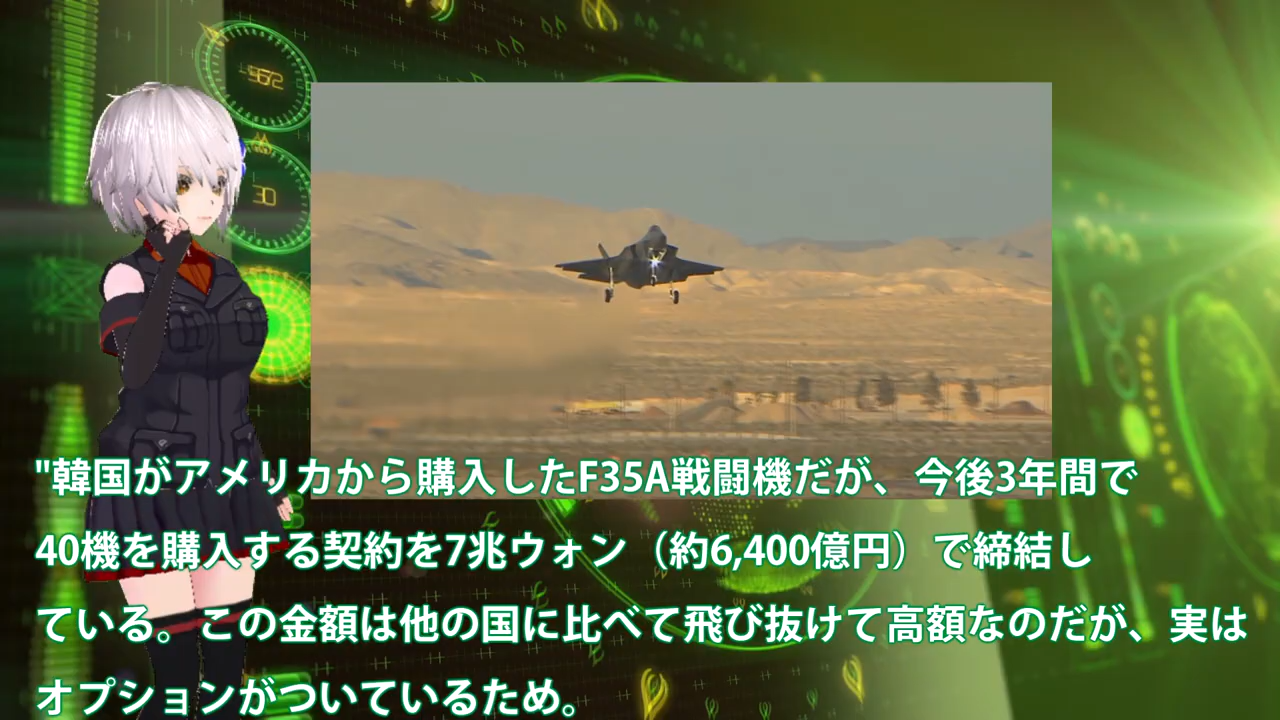 962
30
"韓国がアメリカから購入したF35A戦闘機だが、今後3年間で
40機を購入する契約を7兆ウォン（約6,400億円）で締結し
ている。この金額は他の国に比べて飛び抜けて高額なのだが、実は
オプションがついているため。